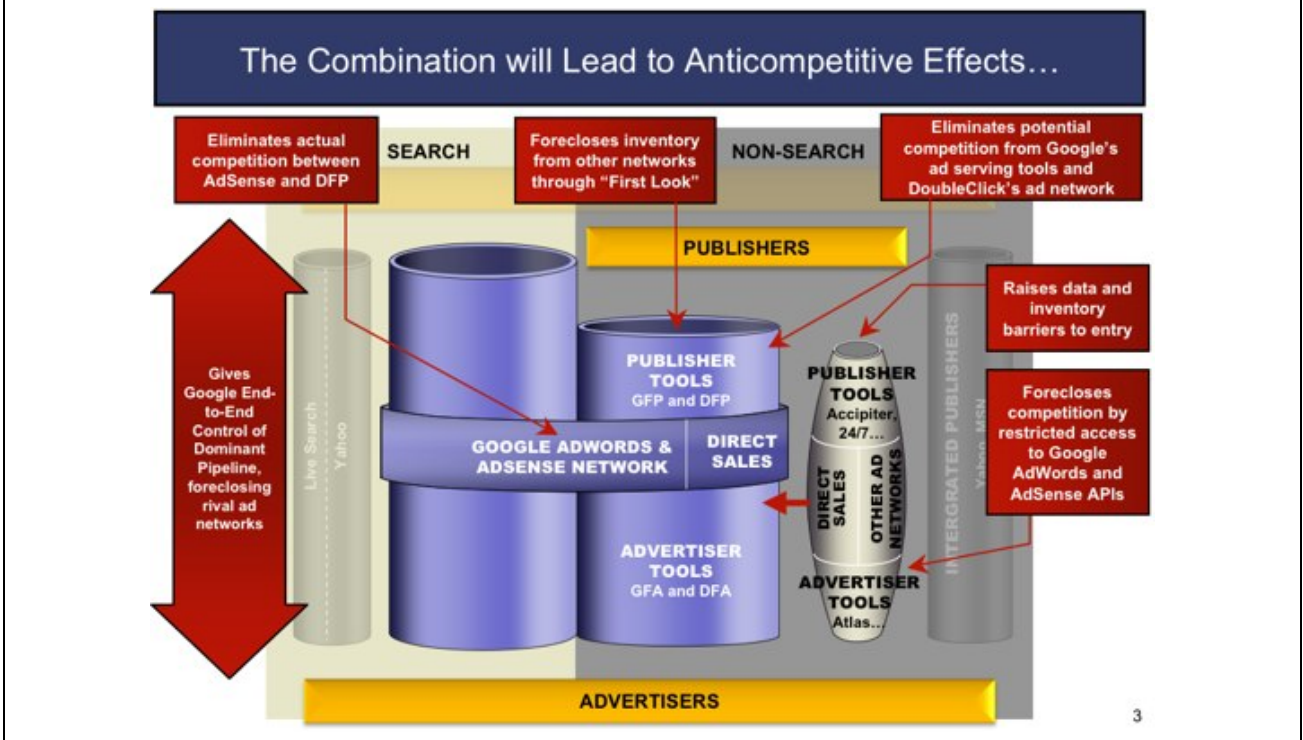 The Combination will Lead to Anticompetitive Effects…
Eliminates actual
competition between
AdSense and DFP
SEARCH
Forecloses inventory
from other networks
through “First Look”
NON-SEARCH
Eliminates potential
competition from Google’s
ad serving tools and
DoubleClick’s ad network
PUBLISHERS
Raises data and
inventory
barriers to entry
Gives
Google End-
to-End
Control of
Dominant
Pipeline,
foreclosing
rival ad
networks
Live Search
Yahoo
PUBLISHER
TOOLS
GFP and DFP
GOOGLE ADWORDS &
ADSENSE NETWORK
DIRECT
SALES
ADVERTISER
TOOLS
GFA and DFA
PUBLISHER
TOOLS
Accipiter,
24/7…
DIRECT
SALES
OTHER AD
NETWORKS
ADVERTISER
TOOLS
Atlas…
INTERGRATED PUBLISHERS
Yahoo, MSN
Forecloses
competition by
restricted access
to Google
AdWords and
AdSense APIs
ADVERTISERS
3